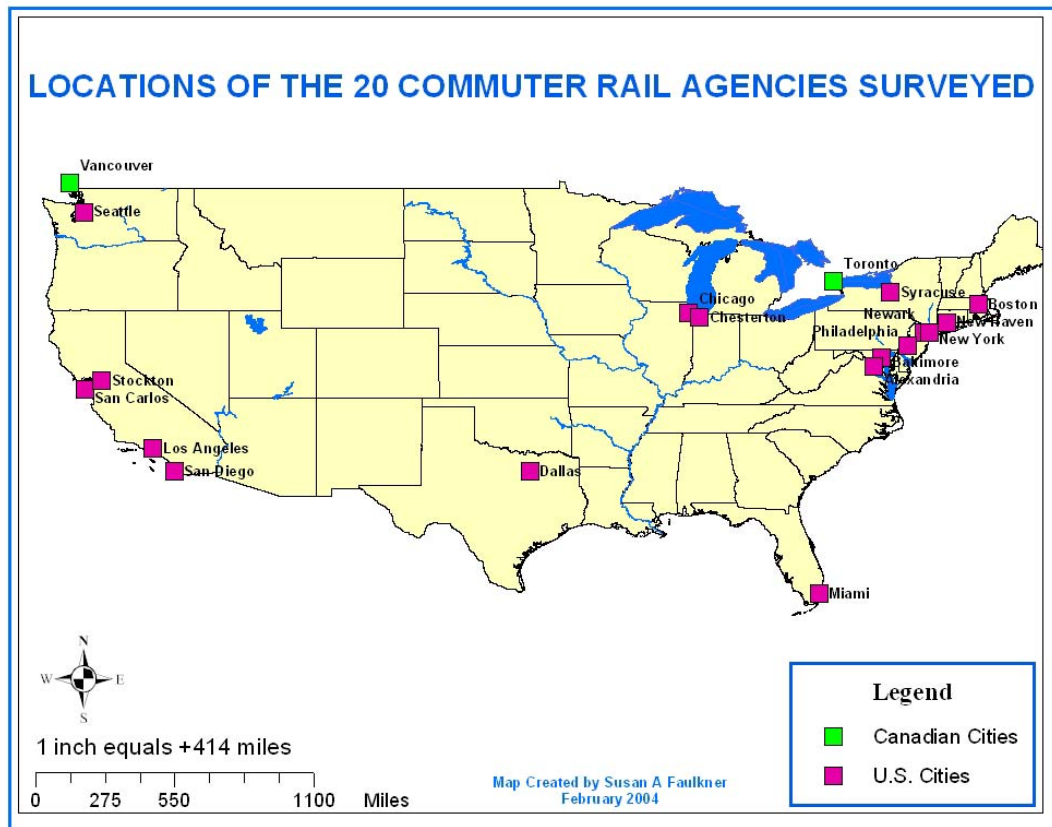 LOCATIONS OF THE 20 COMMUTER RAIL AGENCIES SURVEYED
Vancouver
Seattle
Toronto
Syracuse
Chicago
Boston
Newark
Chesterton
New Haven
Philadelphia
New York
Baltimore
Stockton
Alexandria
San Carlos
Los Angeles
San Diego
Dallas
Miami
N
W E
S
1 inch equals +414 miles
0 275 550 1100 Miles
Map Created by Susan A Faulkner
February 2004
Legend
Canadian Cities
U.S. Cities